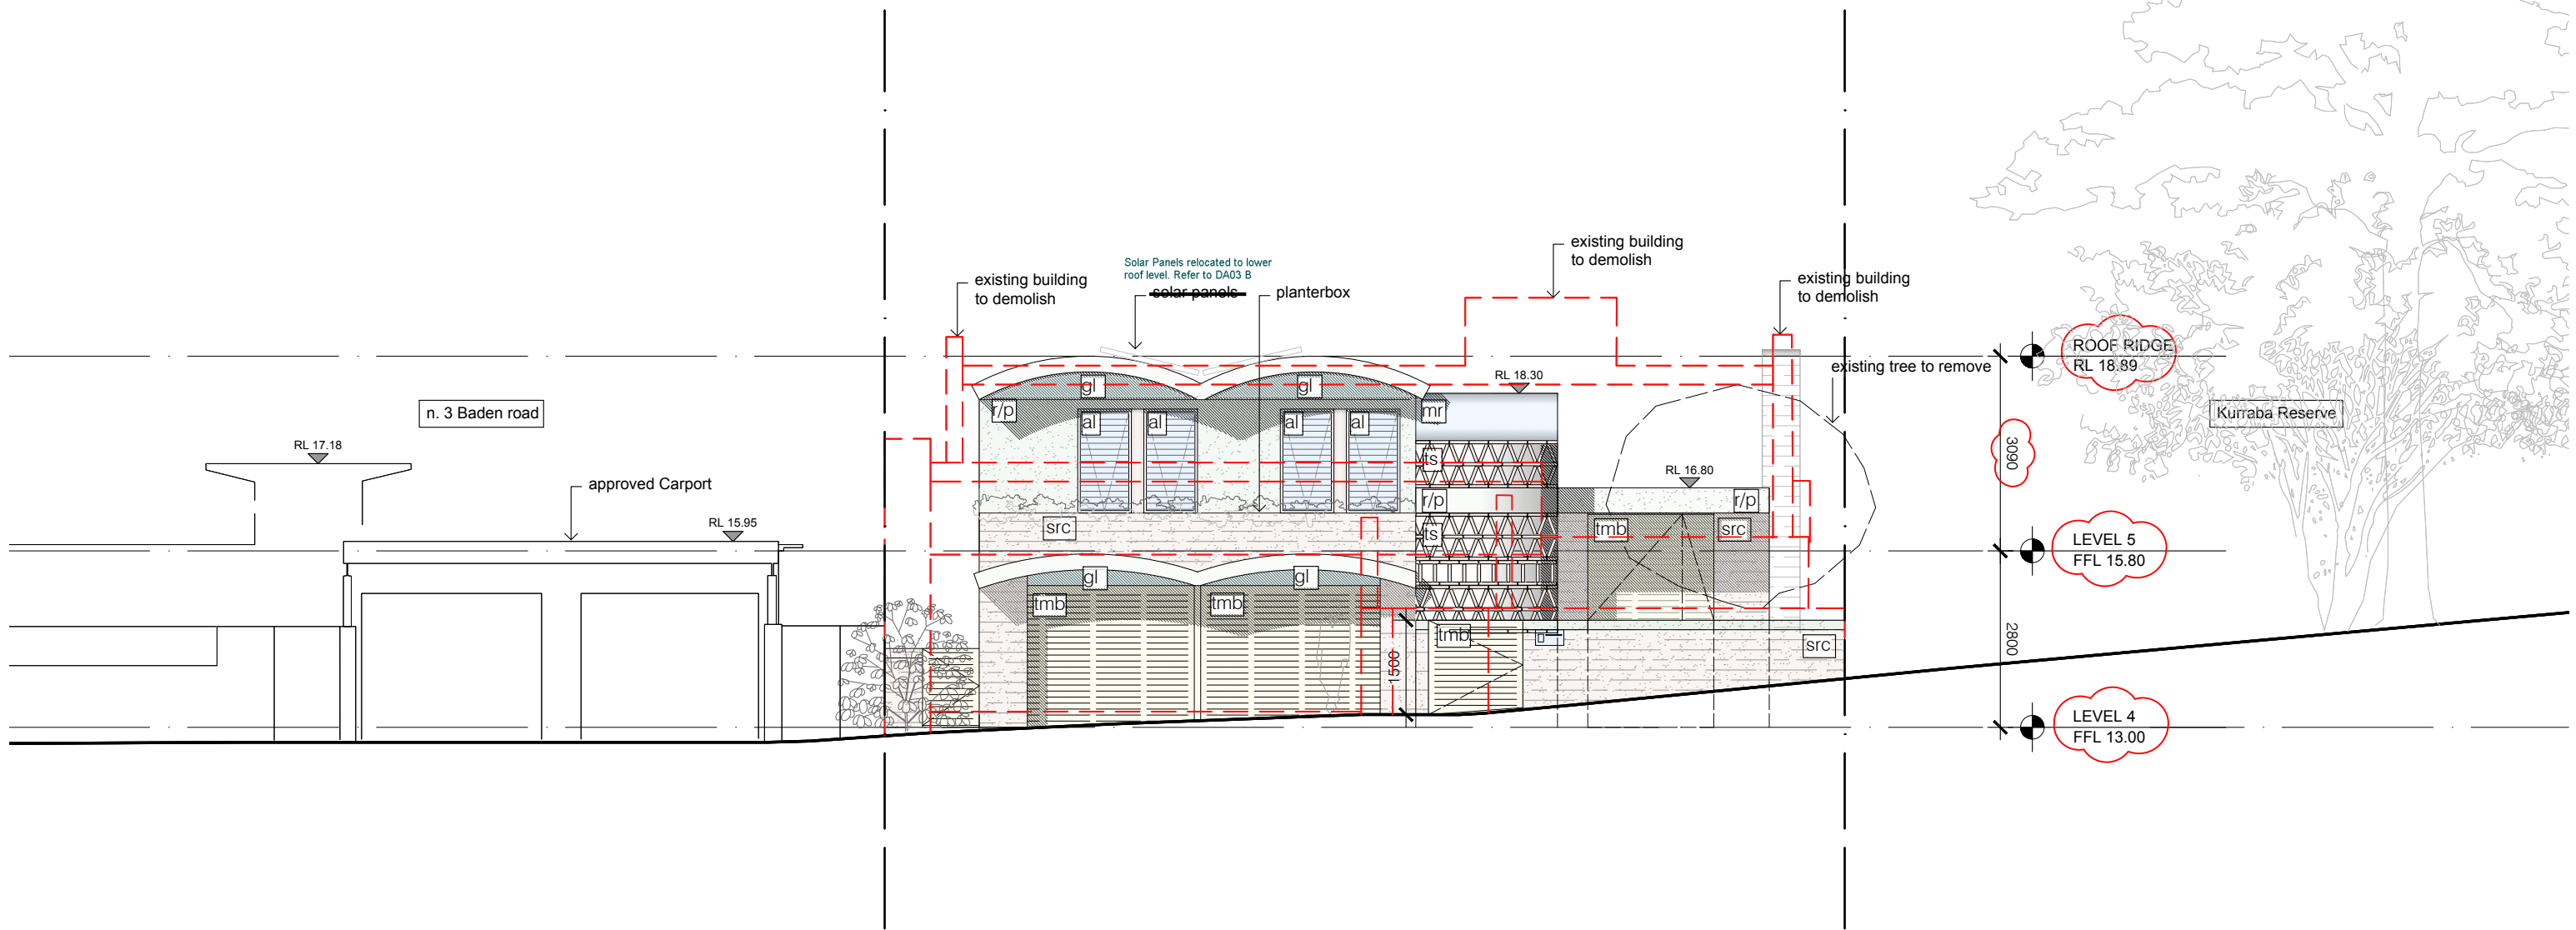 existing building
to demolish
Solar Panels relocated to lower
roof level. Refer to DA03 B
solar panels
planterbox
existing building
to demolish
existing building
to demolish
ROOF RIDGE
RL 18.89
existing tree to remove
Kurraba Reserve
n. 3 Baden road
RL 17.18
approved Carport
RL 15.95
gl
gl
r/p
al
al
al
al
RL 18.30
mr
ts
r/p
RL 16.80
r/p
src
ts
tmb
src
3090
LEVEL 5
FFL 15.80
gl
gl
tmb
tmb
tmb
1500
src
2800
LEVEL 4
FFL 13.00